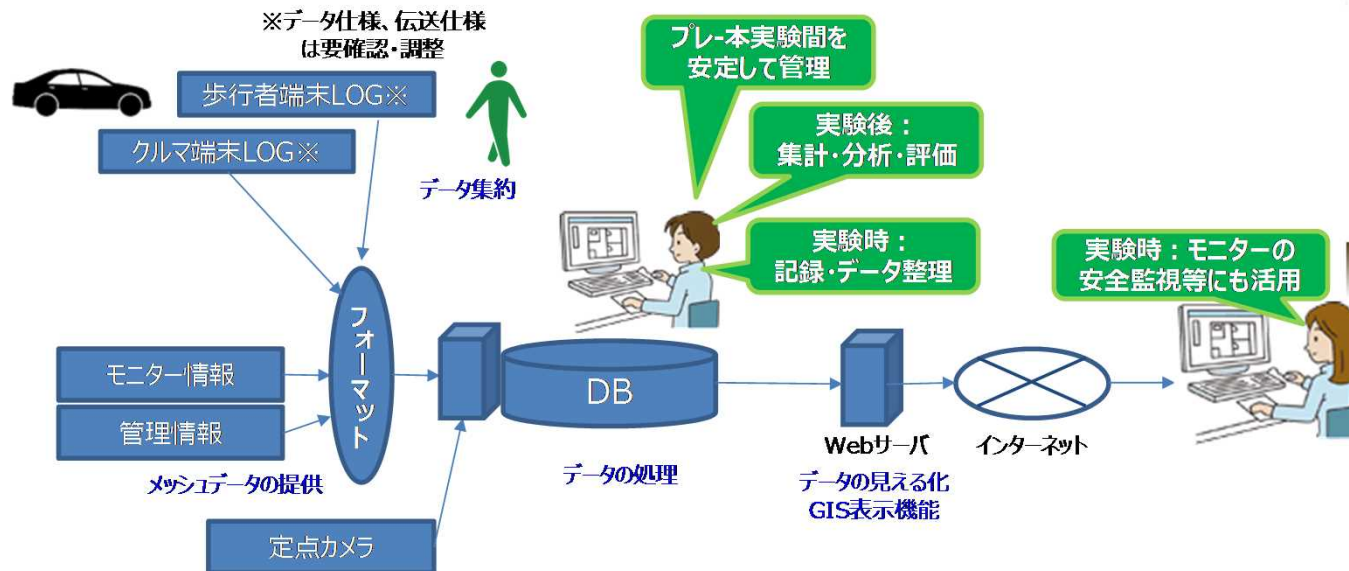 ※データ仕様、伝送仕様
は要確認・調整
歩行者端末LOG※
クルマ端末LOG※
データ集約
プレ-本実験間を
安定して管理
実験後：
集計・分析・評価
実験時：
記録・データ整理
実験時：モニターの
安全監視等にも活用
フォーマット
モニター情報
管理情報
メッシュデータの提供
定点カメラ
DB
データの処理
Webサーバ
データの見える化
GIS表示機能
インターネット